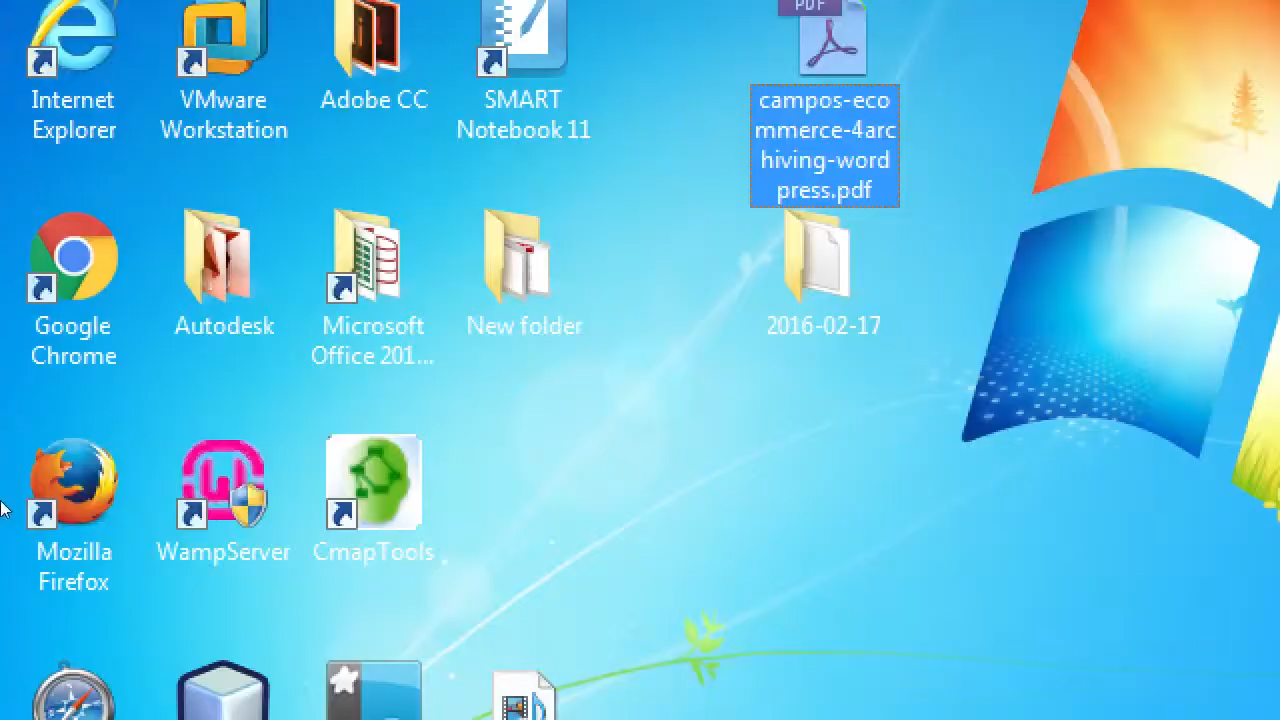 Internet
Explorer
VMware
Workstation
Adobe CC
SMART
Notebook 11
PDF
campos-eco
mmerce-4arc
hiving-word
press.pdf
Google
Chrome
Autodesk
Microsoft
Office 201...
New folder
2016-02-17
Mozilla
Firefox
WampServer
CmapTools